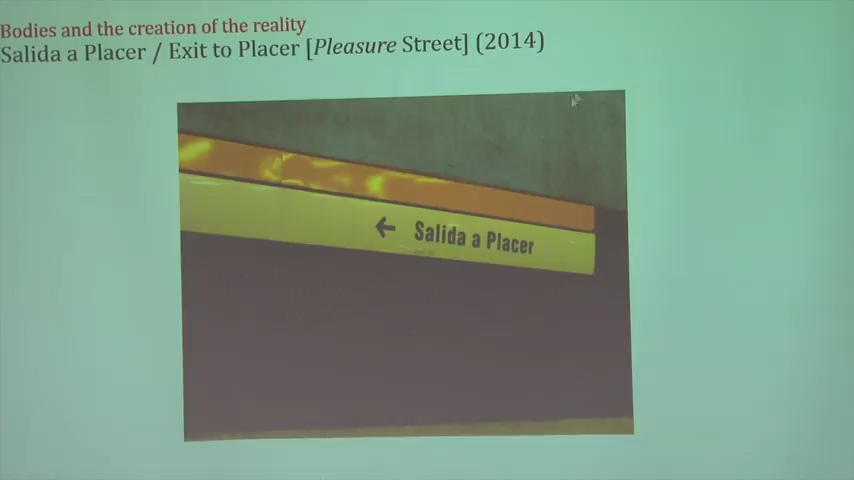 Bodies and the creation of the reality
Salida a Placer / Exit to Placer [Pleasure Street] (2014)
← Salida a Placer